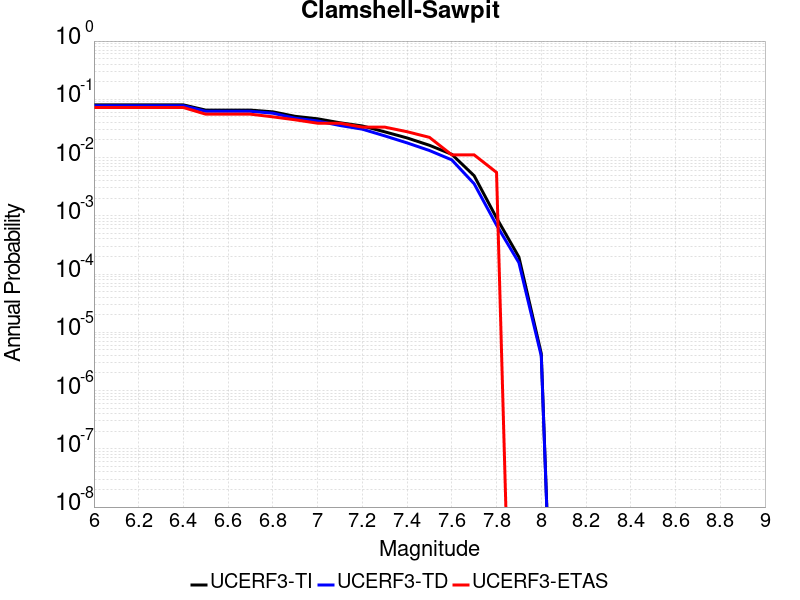 Clamshell-Sawpit
10^0
10^-1
10^-2
10^-3
10^-4
10^-5
10^-6
10^-7
10^-8
Annual Probability
6 6.2 6.4 6.6 6.8 7 7.2 7.4 7.6 7.8 8 8.2 8.4 8.6 8.8 9
Magnitude
UCERF3-TI UCERF3-TD UCERF3-ETAS